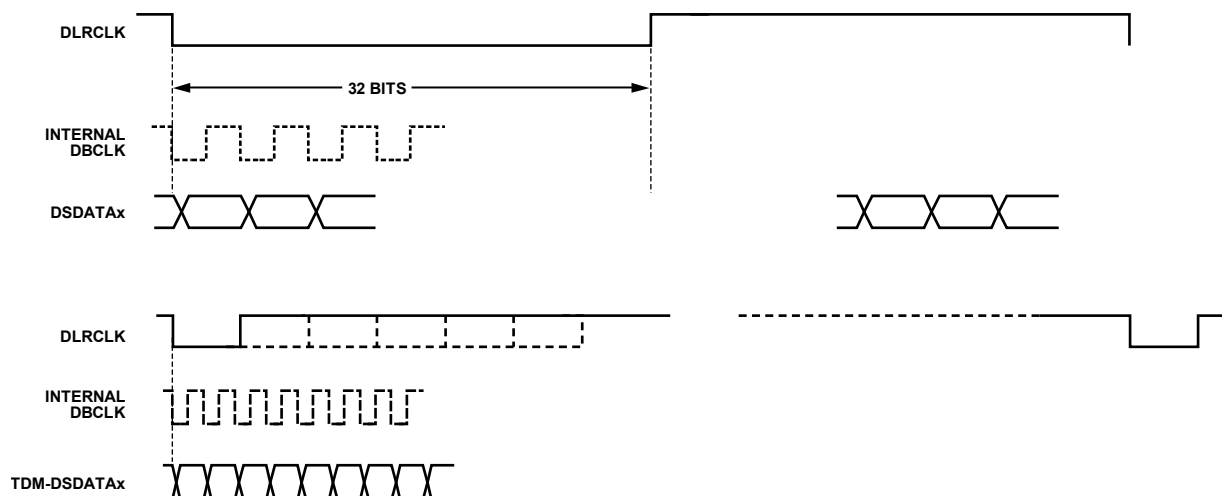 DLRCLK
32 BITS
INTERNAL
DBCLK
DSDATAx
DLRCLK
INTERNAL
DBCLK
TDM-DSDATAx